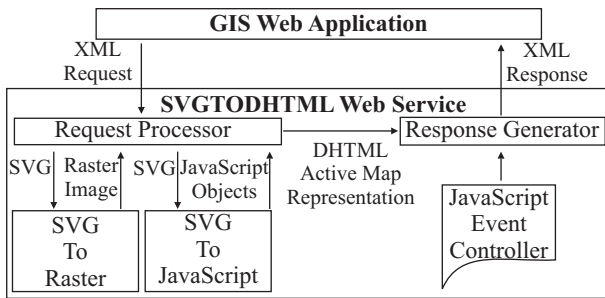 GIS Web Application
XML
Request
XML
Response
SVGTODHTML Web Service
Request Processor
Response Generator
SVG
Raster
Image
SVG
JavaScript
Objects
DHTML
Active Map
Representation
SVG
To
Raster
SVG
To
JavaScript
JavaScript
Event
Controller